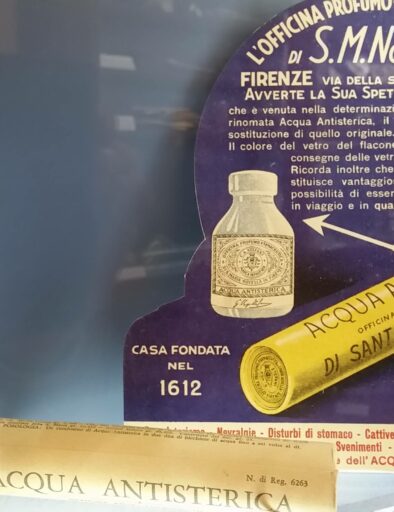 L'OFFICINA PROFUMO
DI S.M.No
FIRENZE VIA DELLA S
AVVERTE LA SUA SPET
che è venuta nella determinazi
rinomata Acqua Antisterica, il
sostituzione di quello originale.
Il colore del vetro del flacone
consegne delle vetr
Ricorda inoltre che
stituisce vantaggio
possibilità di esser
in viaggio e in qua
ACQUA ANTISTERICA
ACQUA
OFFICINA
DI SANT
CASA FONDATA
NEL
1612
Nevralgie - Disturbi di stomaco - Cattive
Svenimenti -
dell'ACQ
N. di Reg. 6263
ACQUA ANTISTERICA